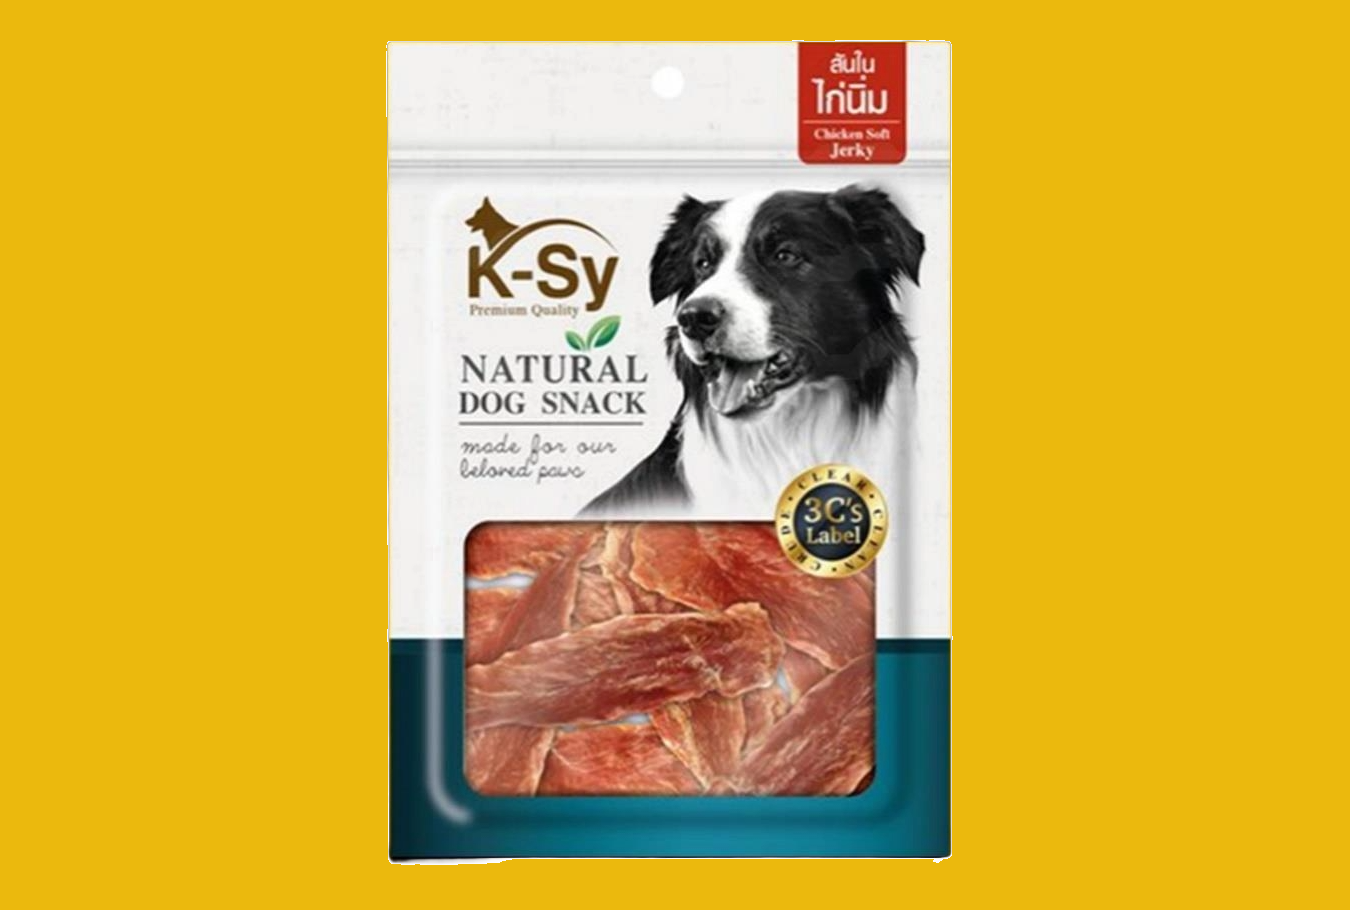 สันใน
ไก่นิ่ม
Chicken Soft
Jerky
K-Sy
Premium Quality
NATURAL
DOG SNACK
made for our
beloved paws
CRUDE • CLEAR • CLEAN
3C's
Label